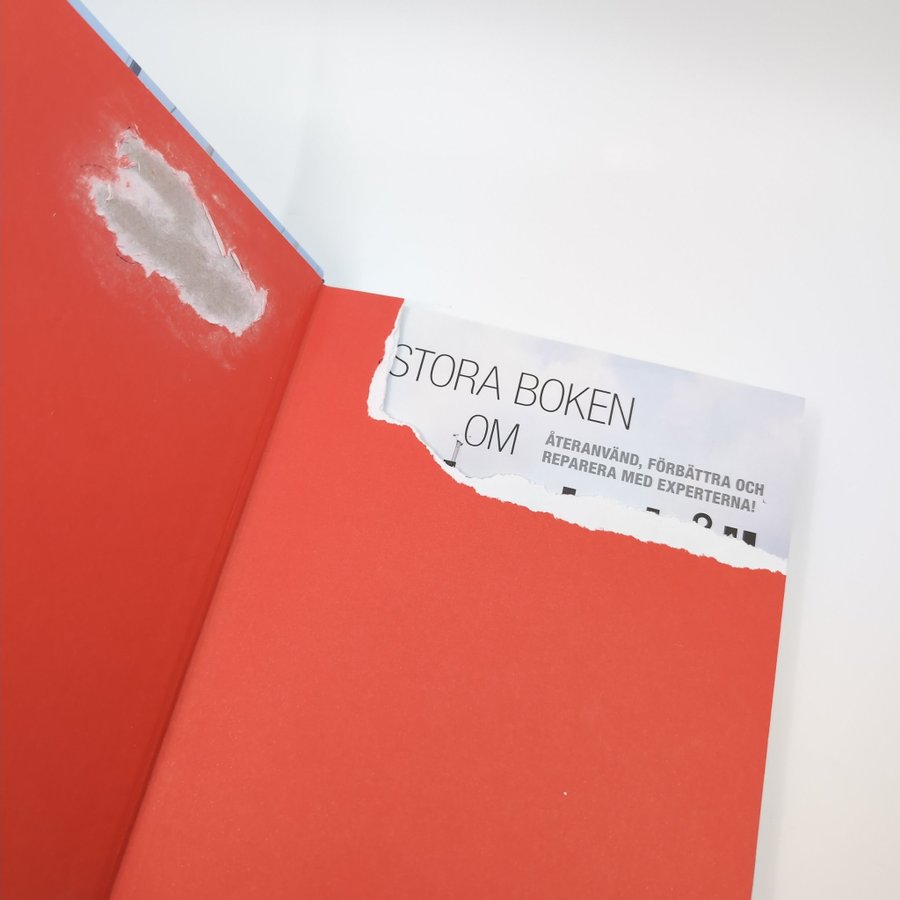 STORA BOKEN
OM
ÅTERANVÄND, FÖRBÄTTRA OCH
REPARERA MED EXPERTERNA!